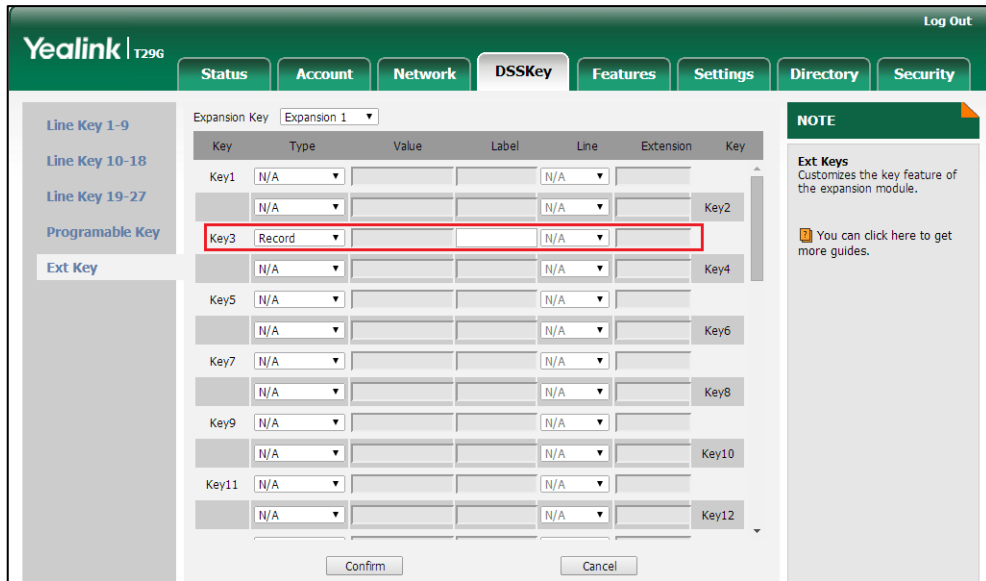 Log Out
Yealink T29G
Status Account Network DSSKey Features Settings Directory Security
Line Key 1-9
Line Key 10-18
Line Key 19-27
Programable Key
Ext Key
Expansion Key Expansion 1
Key Type Value Label Line Extension Key
Key1 N/A N/A
N/A N/A Key2
Key3 Record N/A
N/A N/A Key4
Key5 N/A N/A
N/A N/A Key6
Key7 N/A N/A
N/A N/A Key8
Key9 N/A N/A
N/A N/A Key10
Key11 N/A N/A
N/A N/A Key12
Confirm Cancel
NOTE
Ext Keys
Customizes the key feature of
the expansion module.
You can click here to get
more guides.